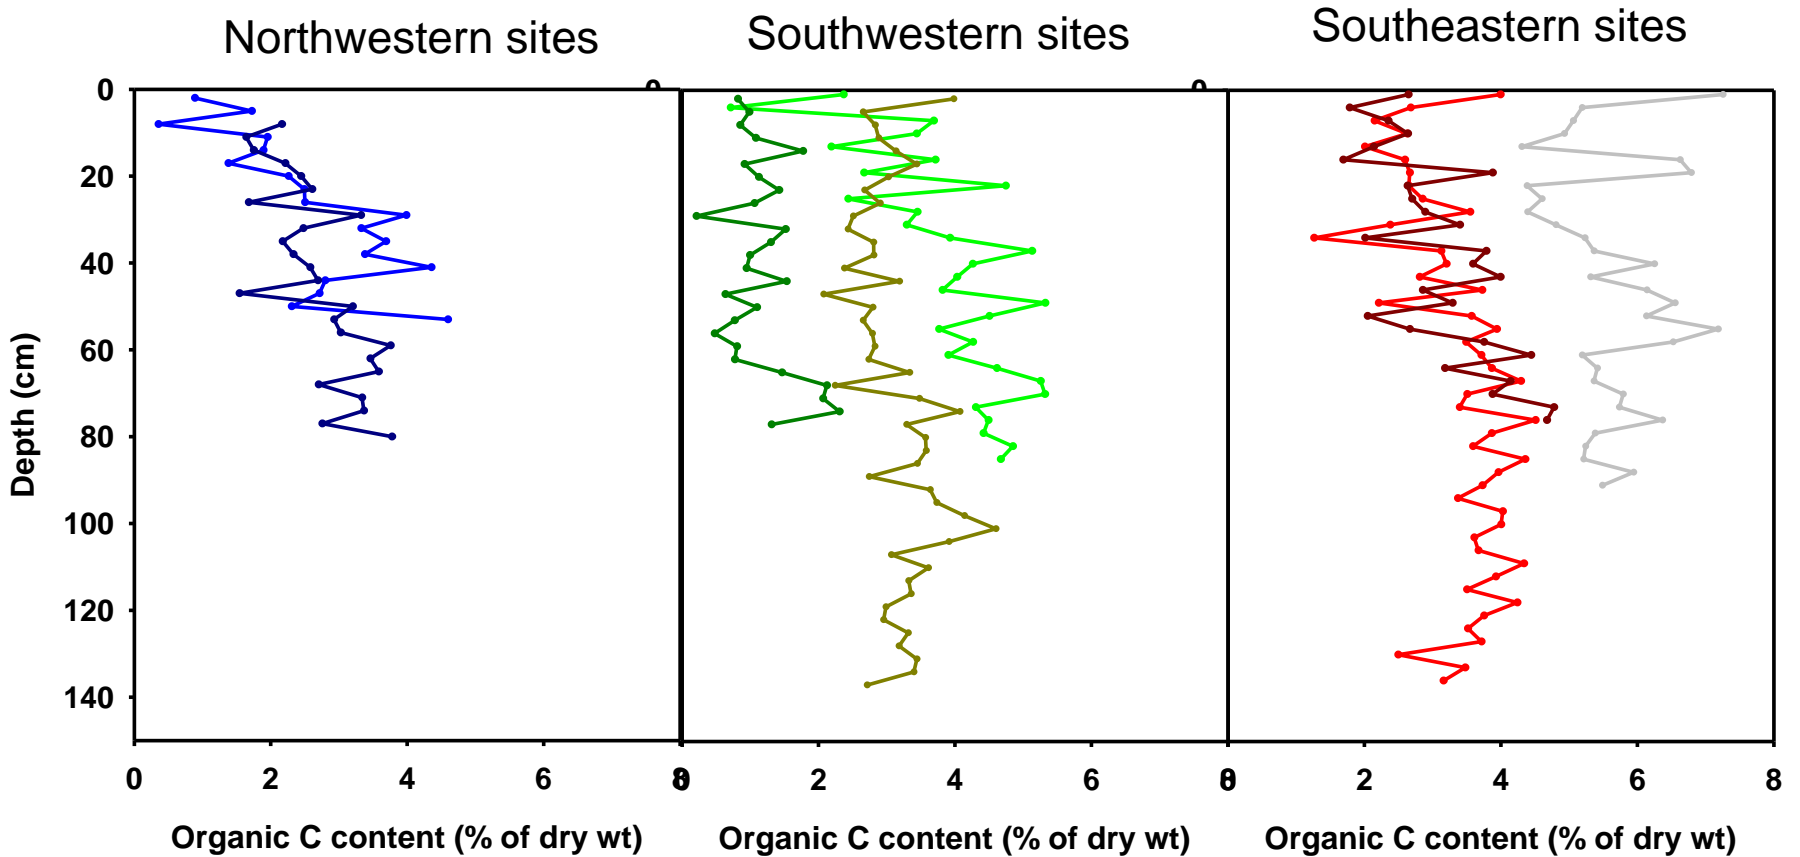 Northwestern sites
Southwestern sites
Southeastern sites
0
20
40
60
80
100
120
140
Depth (cm)
0 2 4 6 8
0 2 4 6 8
0 2 4 6 8
0
0
Organic C content (% of dry wt)
Organic C content (% of dry wt)
Organic C content (% of dry wt)